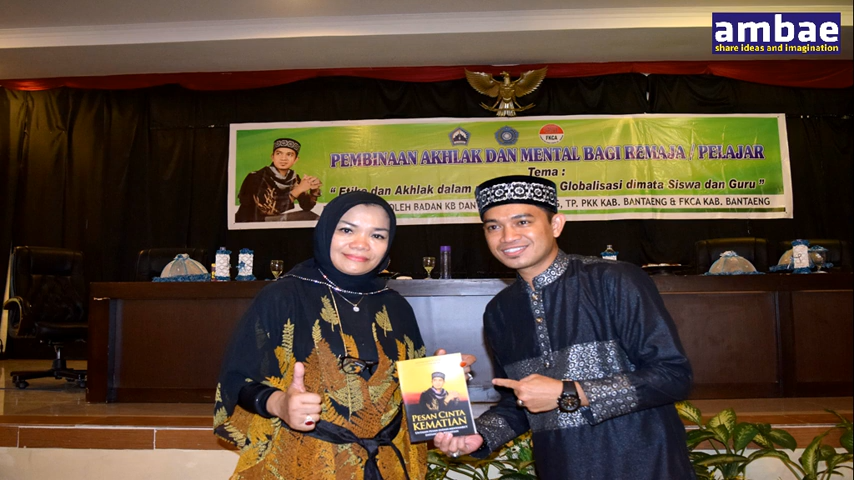 ambae
share ideas and imagination
FKCA
PEMBINAAN AKHLAK DAN MENTAL BAGI REMAJA / PELAJAR
Tema :
" Etika dan Akhlak dalam Globalisasi dimata Siswa dan Guru "
OLEH BADAN KB DAN TP, PKK KAB. BANTAENG & FKCA KAB. BANTAENG
PESAN CINTA
KEMATIAN